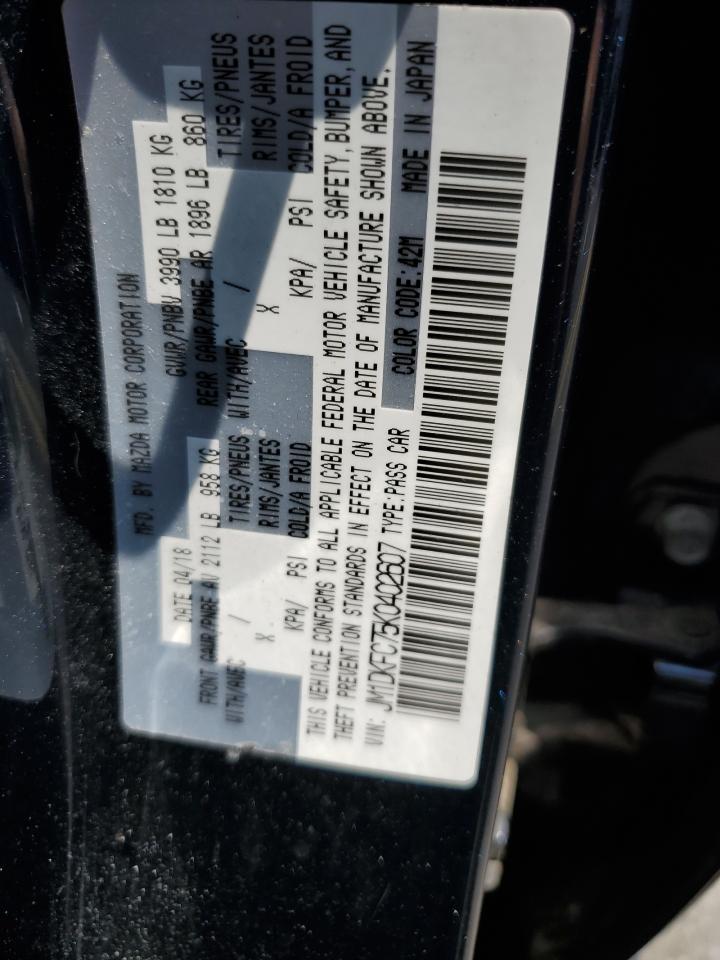 MFD. BY MAZDA MOTOR CORPORATION
DATE 04/18 GVWR/PNBV 3990 LB 1810 KG
FRONT GAWR/PNBE AV 2112 LB 958 KG REAR GAWR/PNBE AR 1896 LB 860 KG
WITH/AVEC / TIRES/PNEUS WITH/AVEC / TIRES/PNEUS
X RIMS/JANTES X RIMS/JANTES
KPA/ PSI COLD/A FROID KPA/ PSI COLD/A FROID
THIS VEHICLE CONFORMS TO ALL APPLICABLE FEDERAL MOTOR VEHICLE SAFETY, BUMPER, AND
THEFT PREVENTION STANDARDS IN EFFECT ON THE DATE OF MANUFACTURE SHOWN ABOVE.
VIN: JM1DKFC75K0402607 TYPE:PASS CAR COLOR CODE:42M MADE IN JAPAN